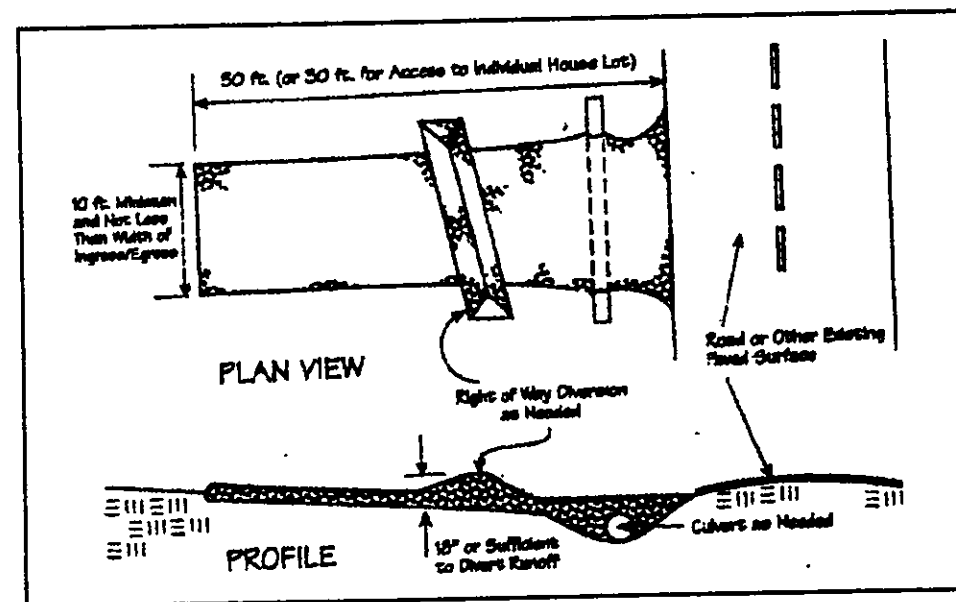 50 ft. (or 30 ft. for Access to Individual House Lot)
10 ft. Minimum
and Not Less
Than Width of
Ingress/Egress
Road or Other Existing
Paved Surface
PLAN VIEW
Right of Way Diversion
as Needed
Culvert as Needed
18" or Sufficient
to Divert Runoff
PROFILE